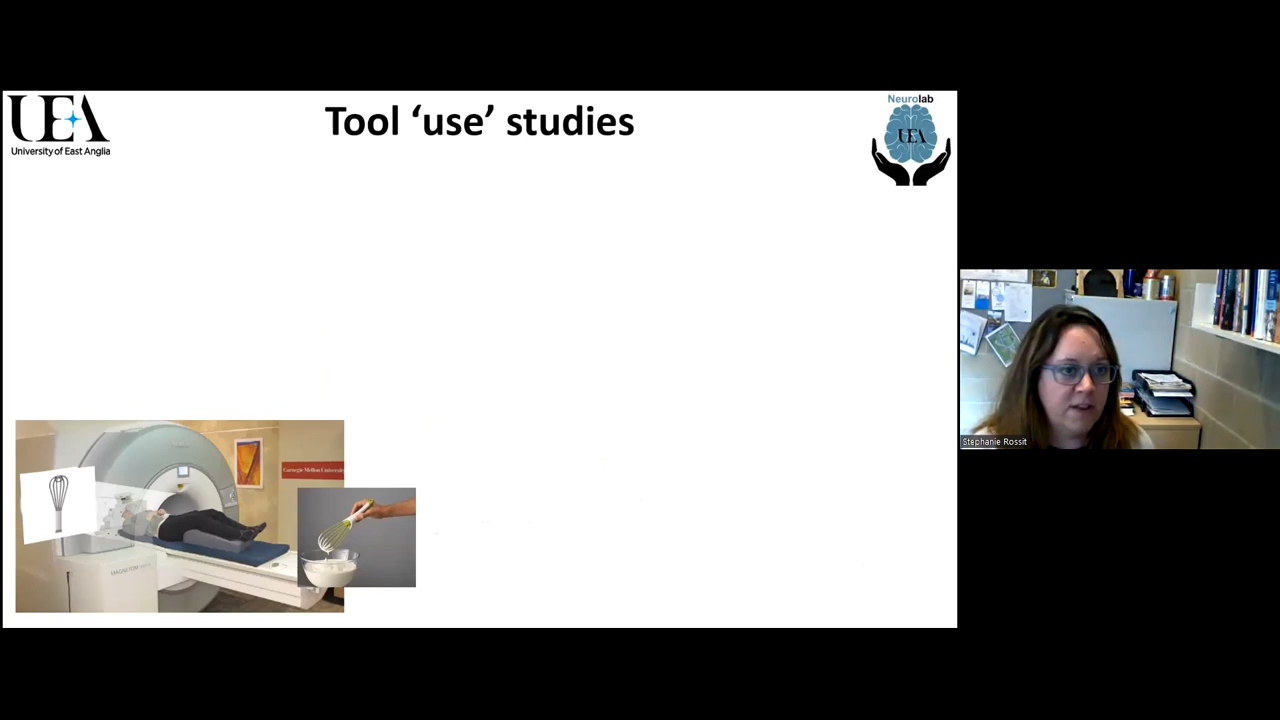 UEA
University of East Anglia
Tool ‘use’ studies
Neurolab
UEA
Carnegie Mellon University
Stephanie Rossit